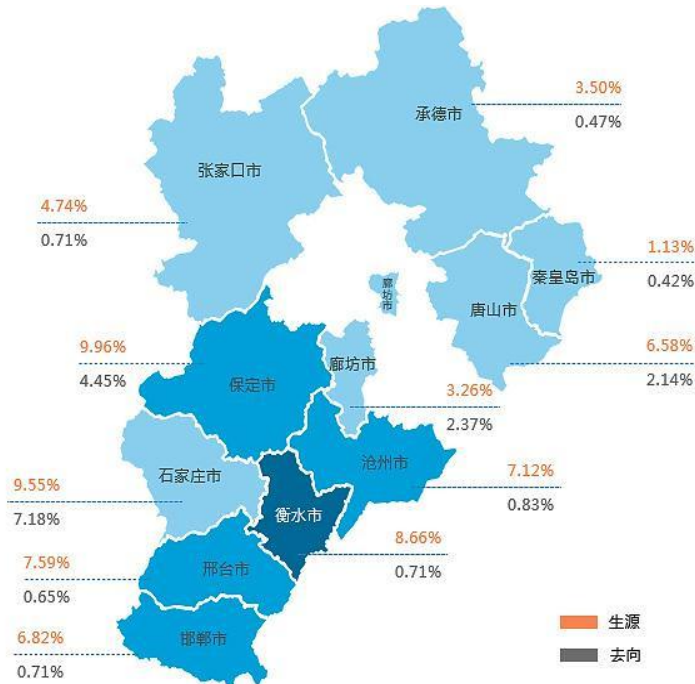 3.50%
承德市
0.47%
张家口市
4.74%
0.71%
1.13%
秦皇岛市
0.42%
廊坊市
唐山市
6.58%
2.14%
9.96%
保定市
4.45%
廊坊市
3.26%
2.37%
沧州市
7.12%
0.83%
石家庄市
9.55%
7.18%
衡水市
8.66%
0.71%
7.59%
邢台市
0.65%
6.82%
邯郸市
0.71%
生源
去向